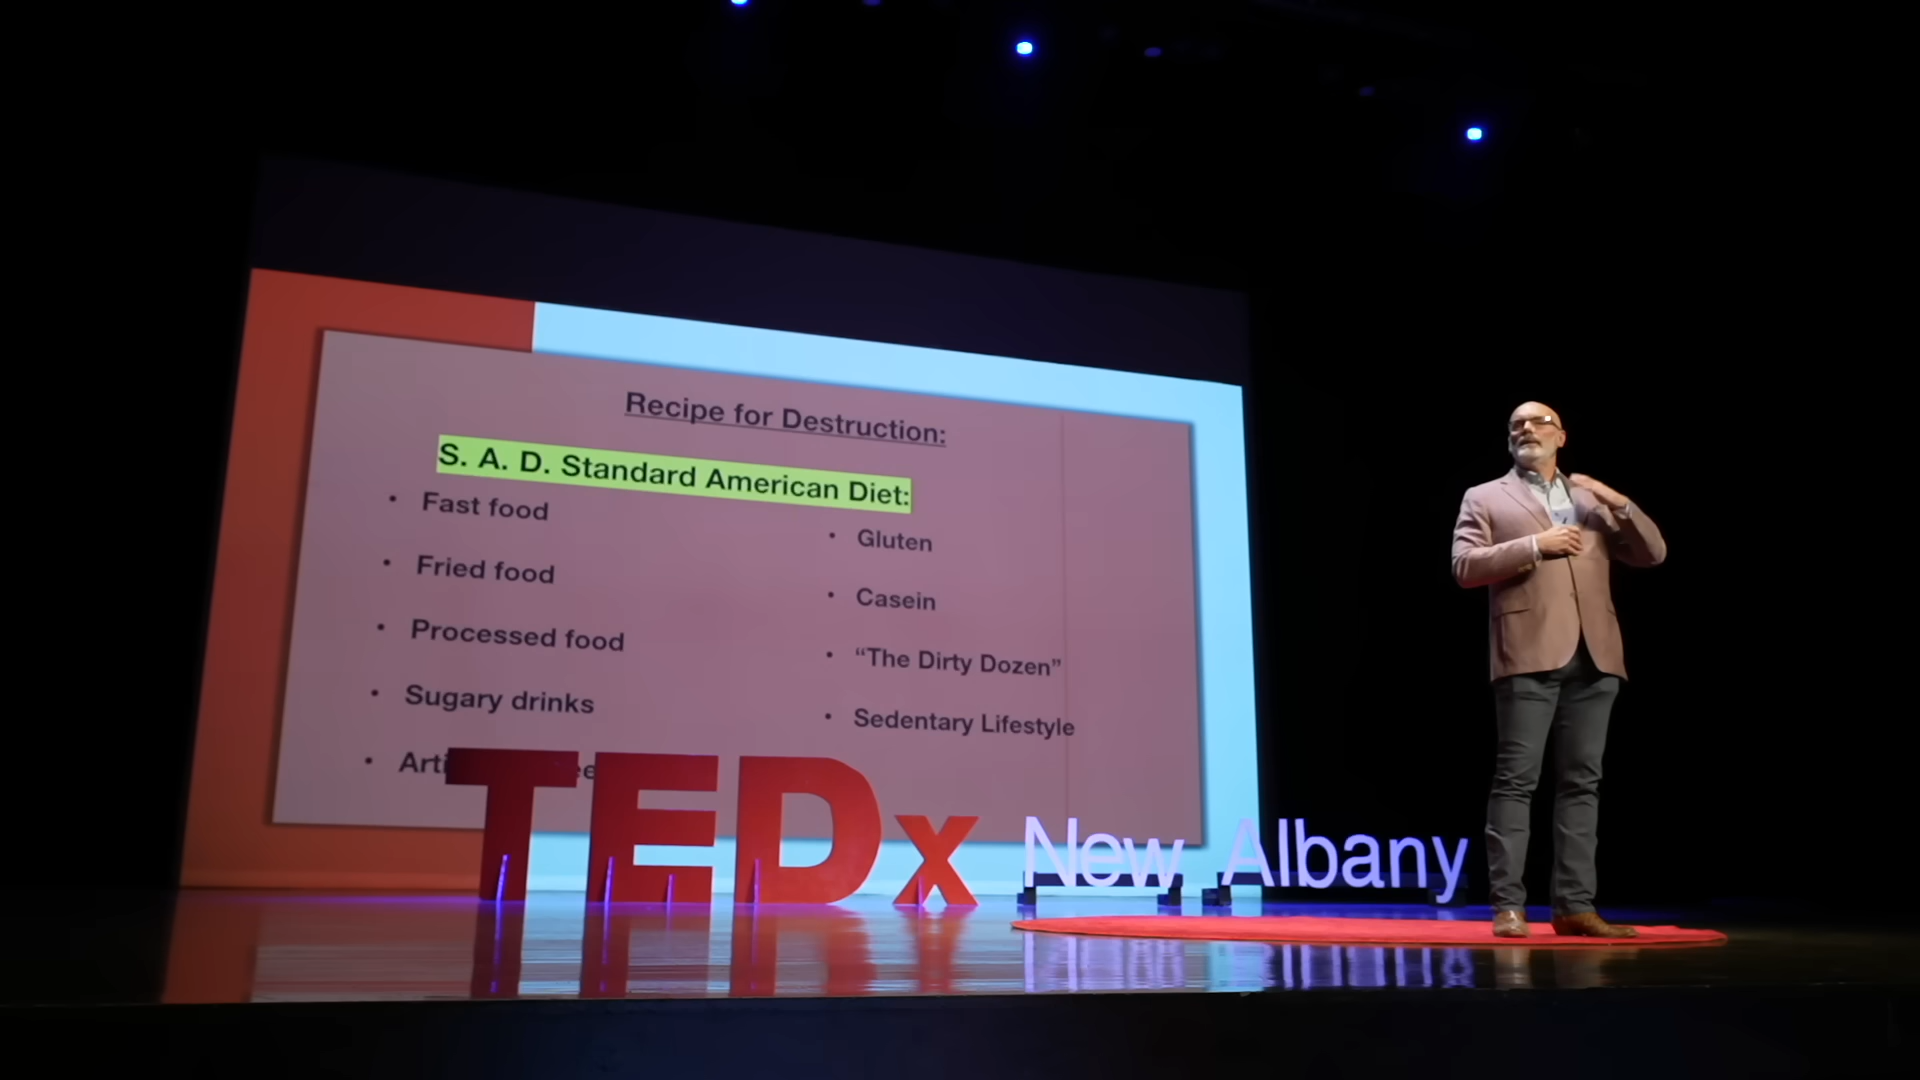 Recipe for Destruction:
S. A. D. Standard American Diet:
• Fast food
• Fried food
• Processed food
• Sugary drinks
• Gluten
• Casein
• “The Dirty Dozen”
• Sedentary Lifestyle
TEDx New Albany